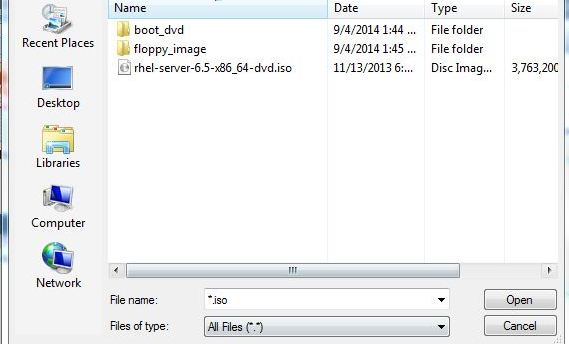 Name Date Type Size
boot_dvd 9/4/2014 1:44 ... File folder
floppy_image 9/4/2014 1:45 ... File folder
rhel-server-6.5-x86_64-dvd.iso 11/13/2013 6:... Disc Imag... 3,763,200
Recent Places
Desktop
Libraries
Computer
Network
File name: *.iso Open
Files of type: All Files (*.*) Cancel